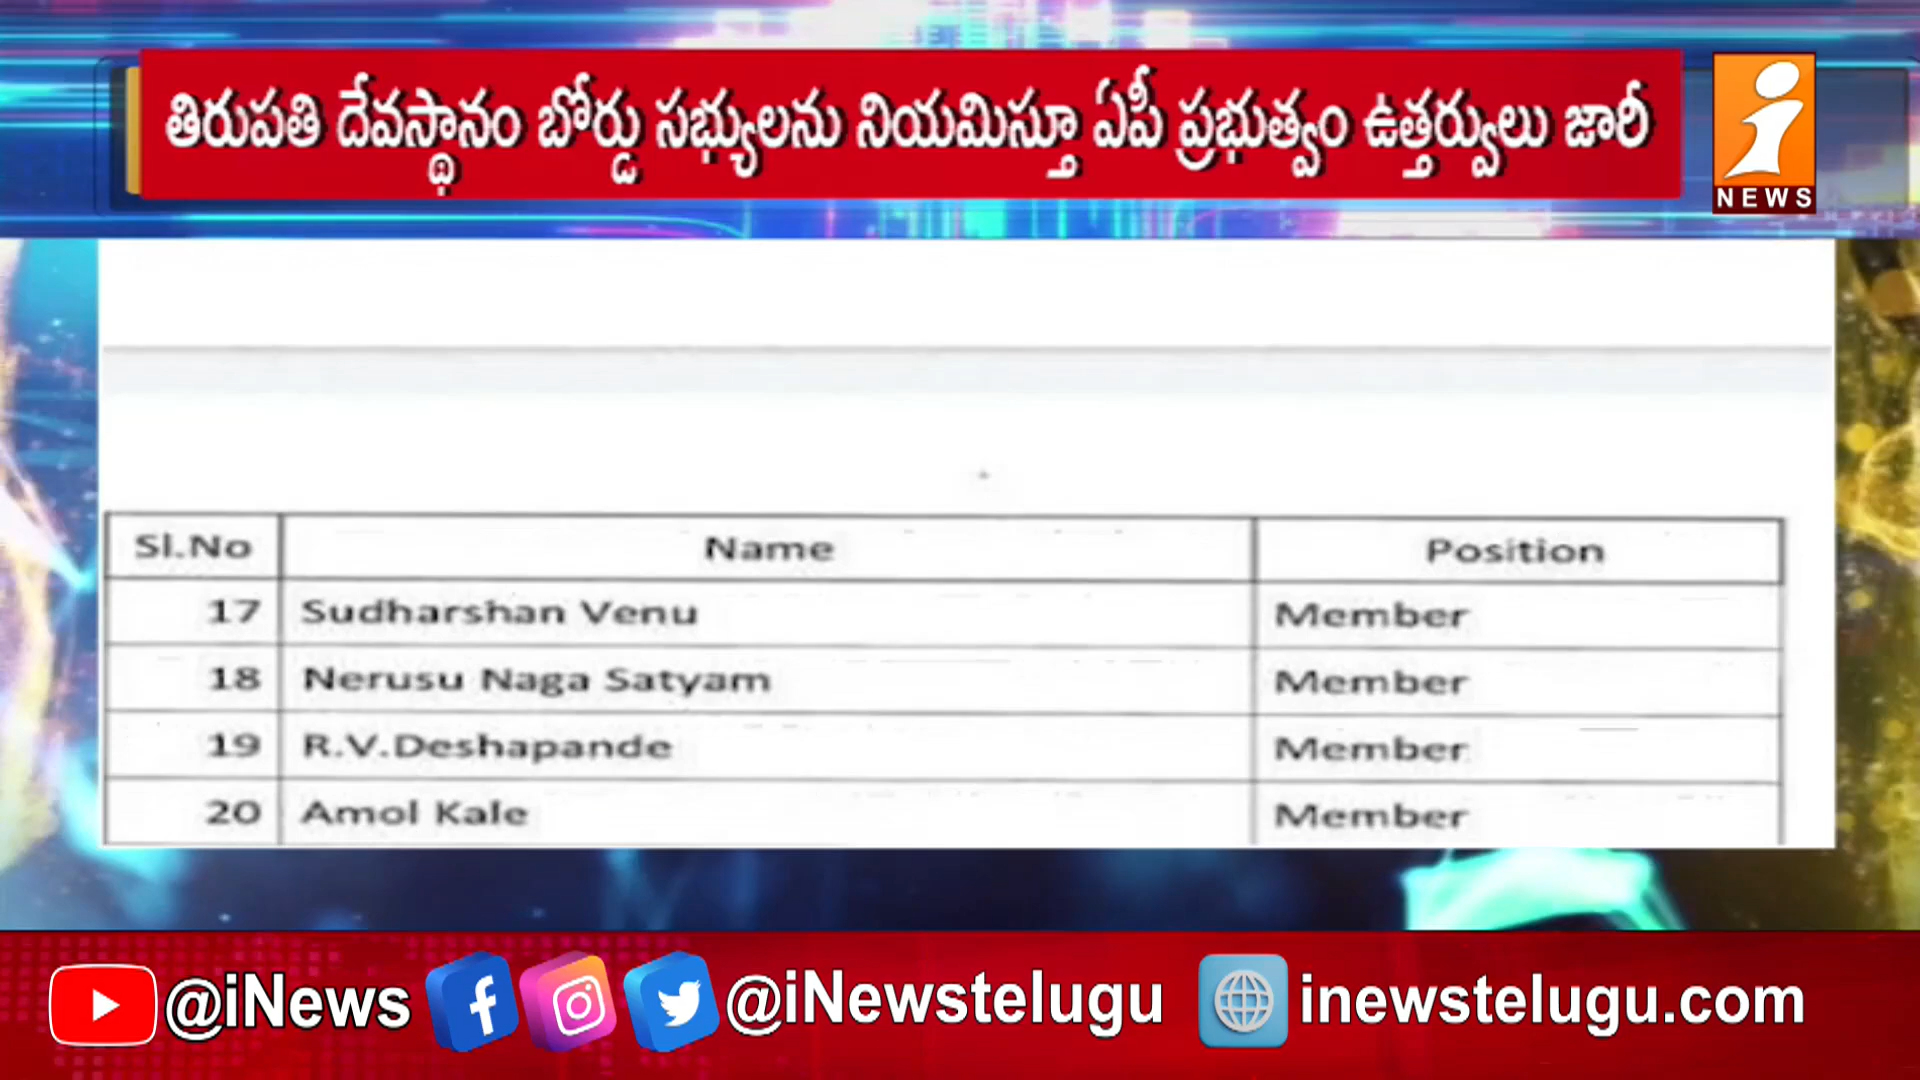 తిరుపతి దేవస్థానం బోర్డు సభ్యులను నియమిస్తూ ఏపీ ప్రభుత్వం ఉత్తర్వులు జారీ
i
NEWS
Sl.No Name Position
17 Sudharshan Venu Member
18 Nerusu Naga Satyam Member
19 R.V.Deshapande Member
20 Amol Kale Member
@iNews @iNewstelugu inewstelugu.com